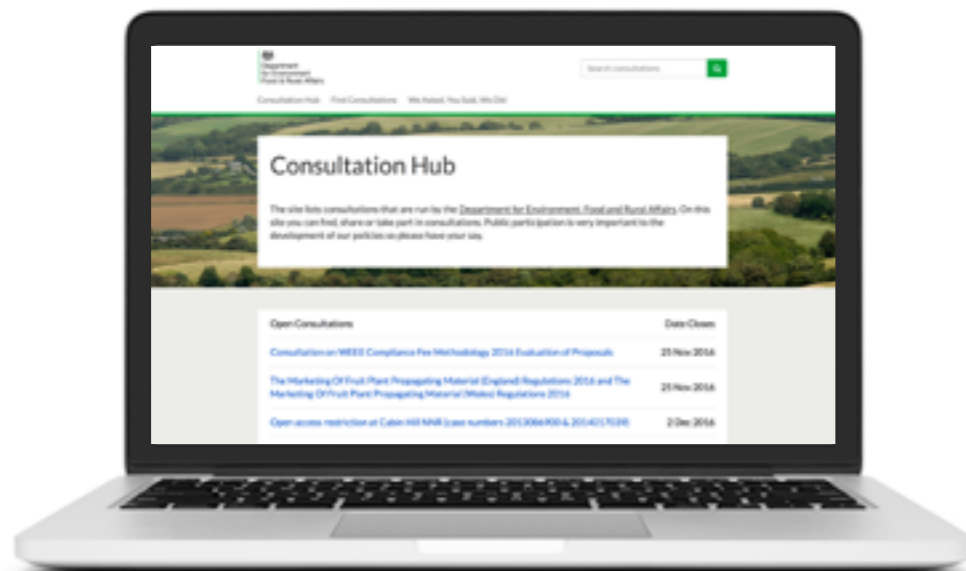 Department
for Environment
Food & Rural Affairs
Search consultations
Consultation Hub Find Consultations We Asked, You Said, We Did
Consultation Hub
The site lists consultations that are run by the Department for Environment, Food and Rural Affairs. On this
site you can find, share or take part in consultations. Public participation is very important to the
development of our policies so please have your say.
Open Consultations Date Closes
Consultation on WEEE Compliance Fee Methodology 2016 Evaluation of Proposals 25 Nov 2016
The Marketing Of Fruit Plant Propagating Material (England) Regulations 2016 and The
Marketing Of Fruit Plant Propagating Material (Wales) Regulations 2016 25 Nov 2016
Open access restriction at Cabin Hill NNR (case numbers 2013086900 & 2014017039) 2 Dec 2016